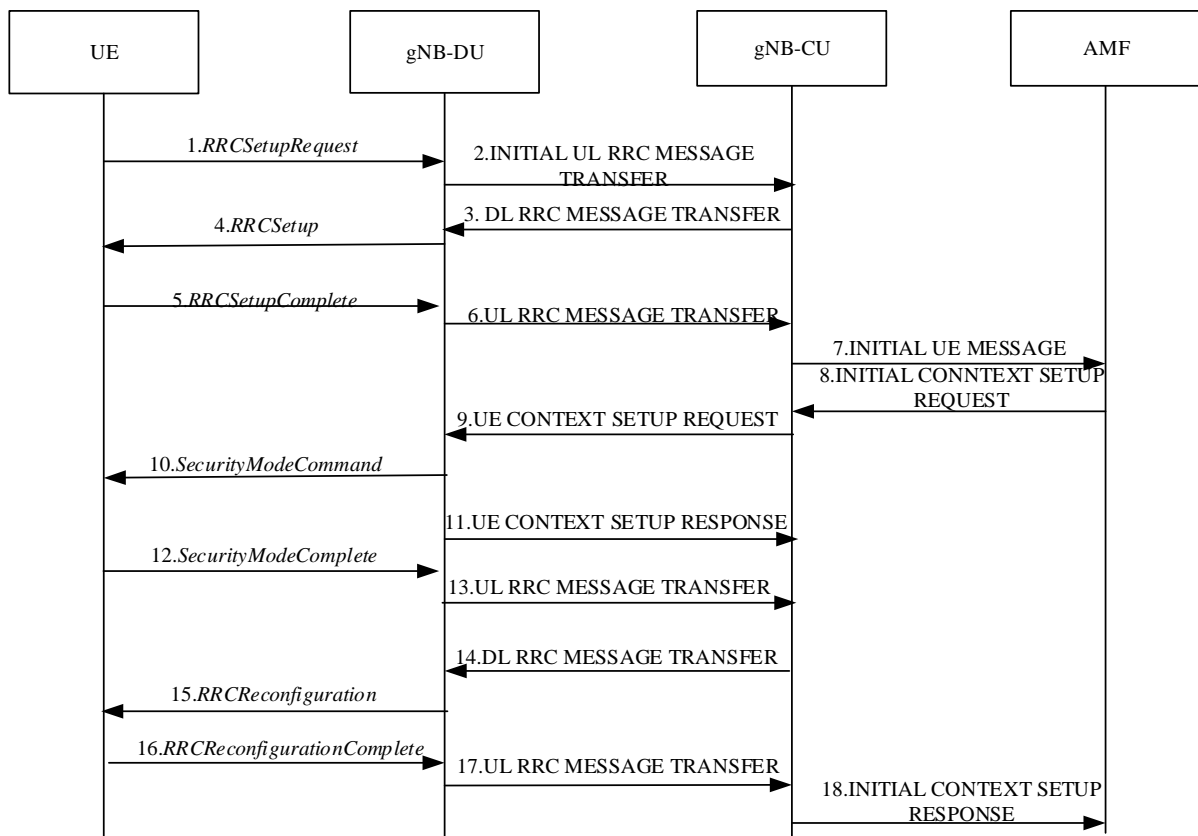 UE
gNB-DU
gNB-CU
AMF
1.RRCSetupRequest
2.INITIAL UL RRC MESSAGE
TRANSFER
3. DL RRC MESSAGE TRANSFER
4.RRCSetup
5.RRCSetupComplete
6.UL RRC MESSAGE TRANSFER
7.INITIAL UE MESSAGE
8.INITIAL CONNTEXT SETUP
REQUEST
9.UE CONTEXT SETUP REQUEST
10.SecurityModeCommand
11.UE CONTEXT SETUP RESPONSE
12.SecurityModeComplete
13.UL RRC MESSAGE TRANSFER
14.DL RRC MESSAGE TRANSFER
15.RRCReconfiguration
16.RRCReconfigurationComplete
17.UL RRC MESSAGE TRANSFER
18.INITIAL CONTEXT SETUP
RESPONSE